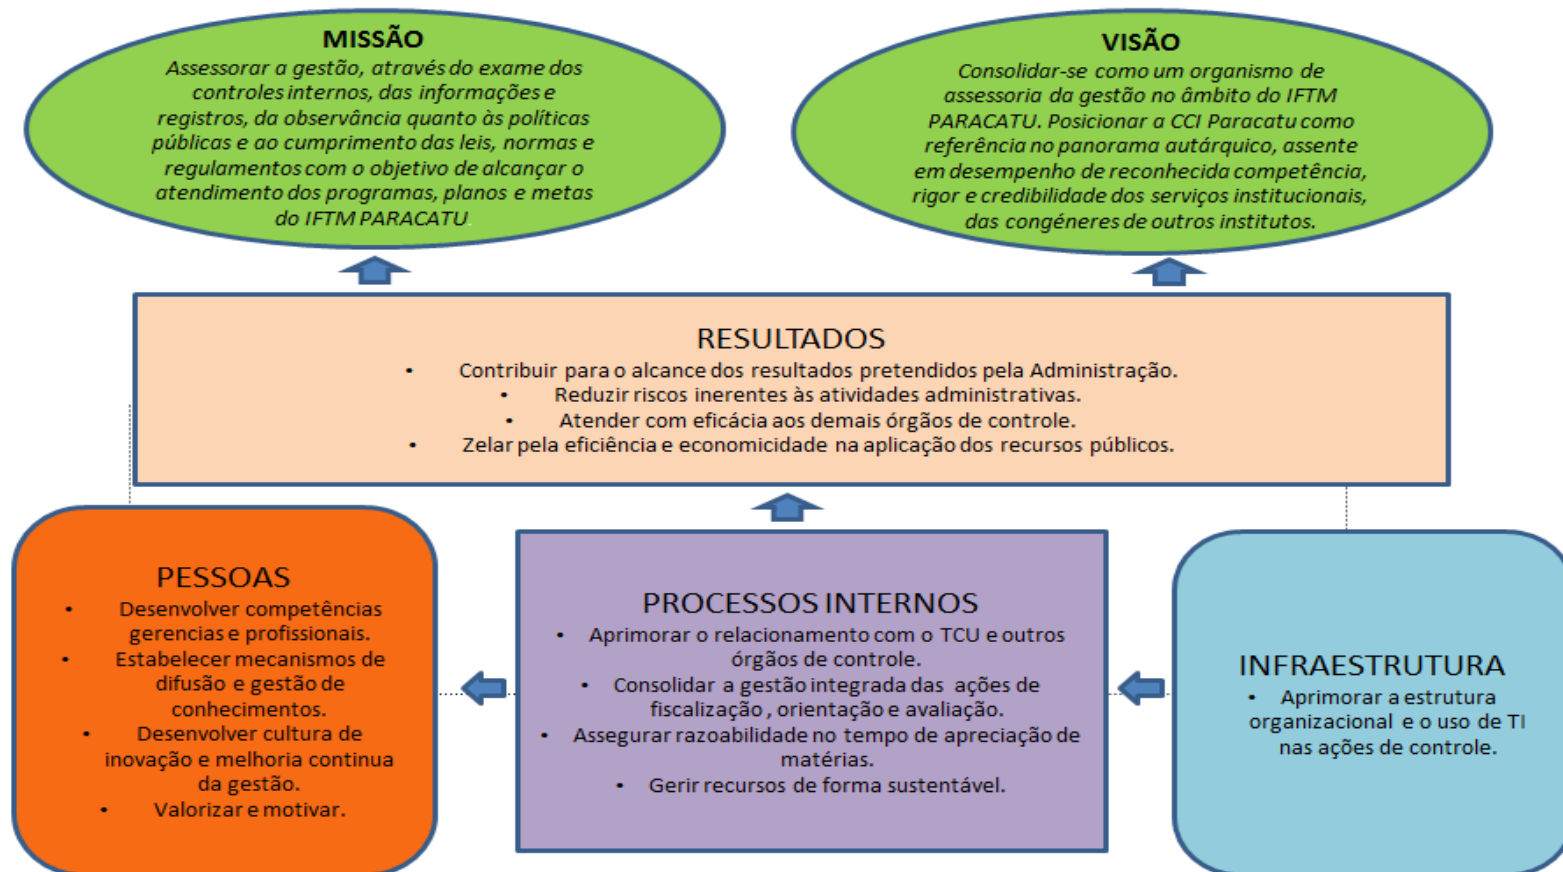 MISSÃO
Assessorar a gestão, através do exame dos
controles internos, das informações e
registros, da observância quanto às políticas
públicas e ao cumprimento das leis, normas e
regulamentos com o objetivo de alcançar o
atendimento dos programas, planos e metas
do IFTM PARACATU.
VISÃO
Consolidar-se como um organismo de
assessoria da gestão no âmbito do IFTM
PARACATU. Posicionar a CCI Paracatu como
referência no panorama autárquico, assente
em desempenho de reconhecida competência,
rigor e credibilidade dos serviços institucionais,
das congéneres de outros institutos.
RESULTADOS
• Contribuir para o alcance dos resultados pretendidos pela Administração.
• Reduzir riscos inerentes às atividades administrativas.
• Atender com eficácia aos demais órgãos de controle.
• Zelar pela eficiência e economicidade na aplicação dos recursos públicos.
PESSOAS
• Desenvolver competências
gerencias e profissionais.
• Estabelecer mecanismos de
difusão e gestão de
conhecimentos.
• Desenvolver cultura de
inovação e melhoria continua
da gestão.
• Valorizar e motivar.
PROCESSOS INTERNOS
• Aprimorar o relacionamento com o TCU e outros
órgãos de controle.
• Consolidar a gestão integrada das ações de
fiscalização , orientação e avaliação.
• Assegurar razoabilidade no tempo de apreciação de
matérias.
• Gerir recursos de forma sustentável.
INFRAESTRUTURA
• Aprimorar a estrutura
organizacional e o uso de TI
nas ações de controle.